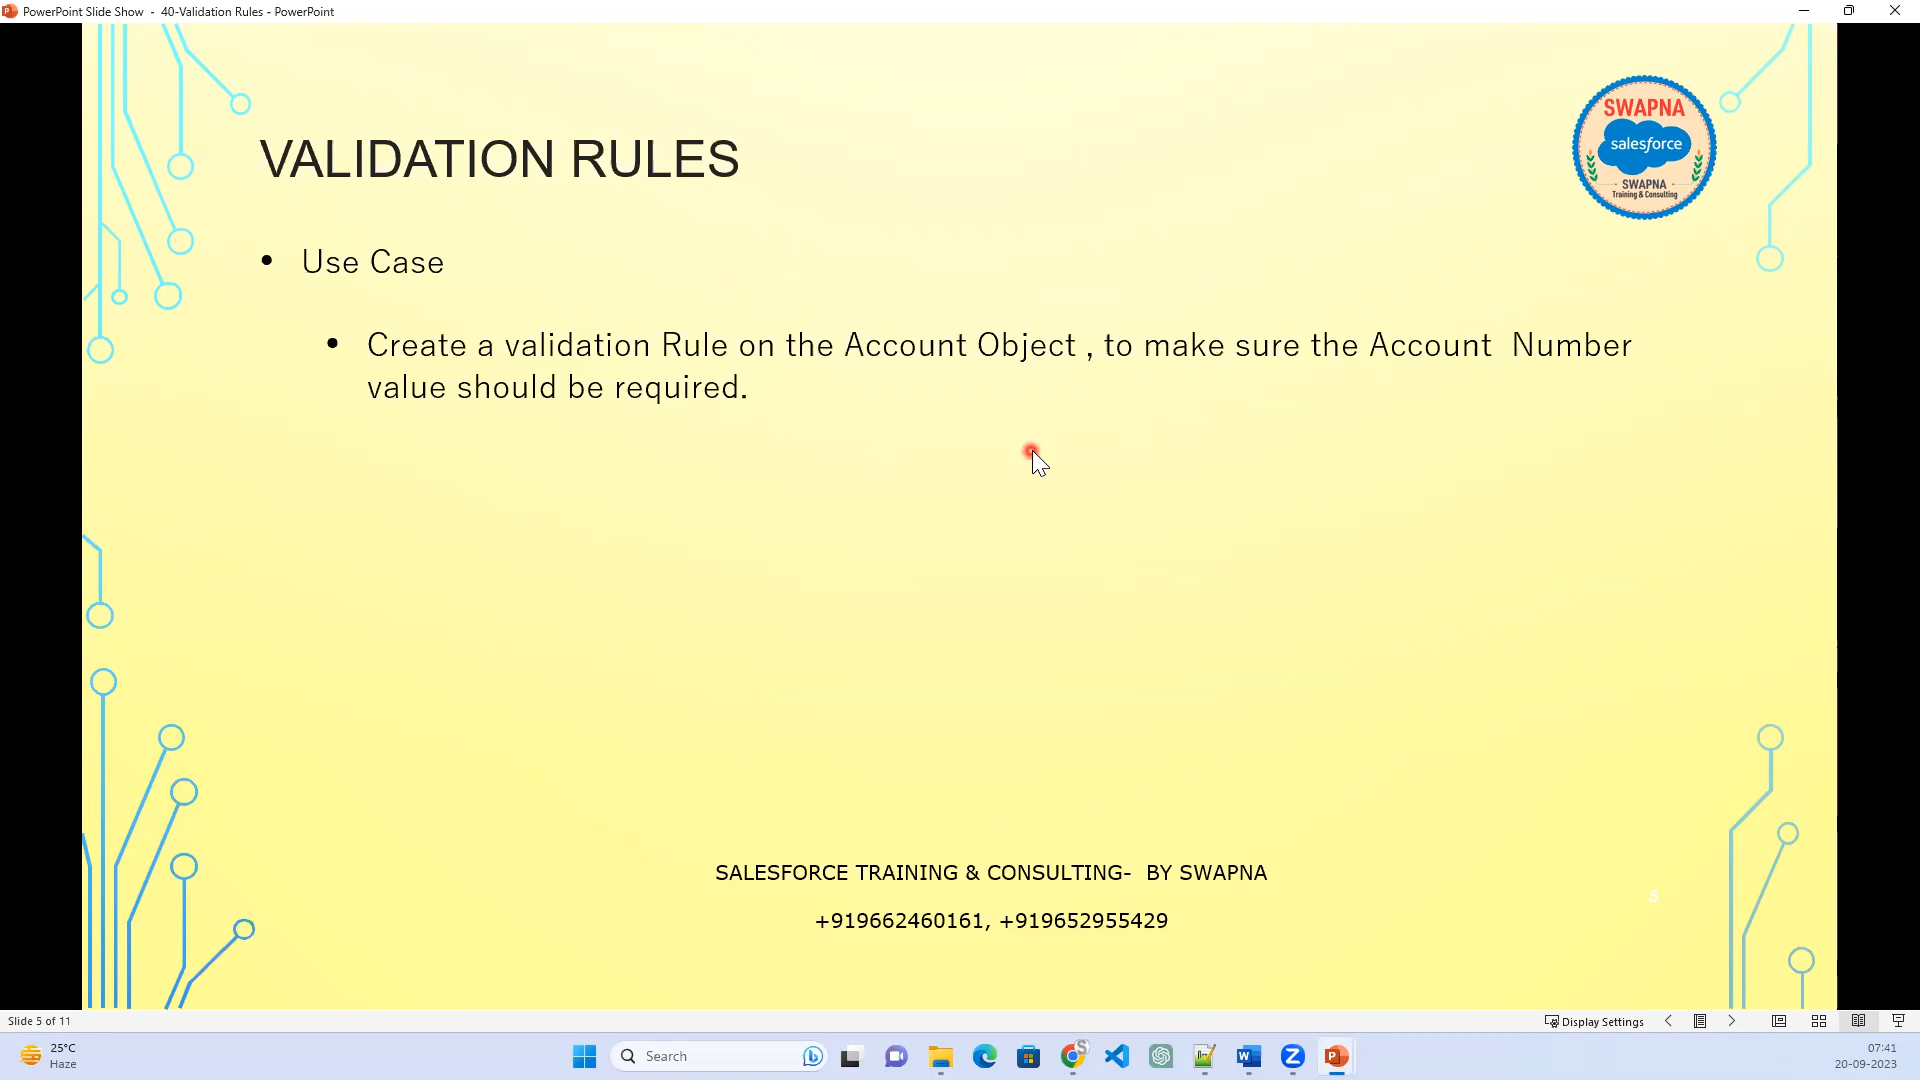 PowerPoint Slide Show - 40-Validation Rules - PowerPoint
SWAPNA
salesforce
SWAPNA
Training & Consulting
VALIDATION RULES
• Use Case
• Create a validation Rule on the Account Object , to make sure the Account Number
value should be required.
SALESFORCE TRAINING & CONSULTING- BY SWAPNA
5
+919662460161, +919652955429
Slide 5 of 11
Display Settings
25°C
Haze
Search
07:41
20-09-2023